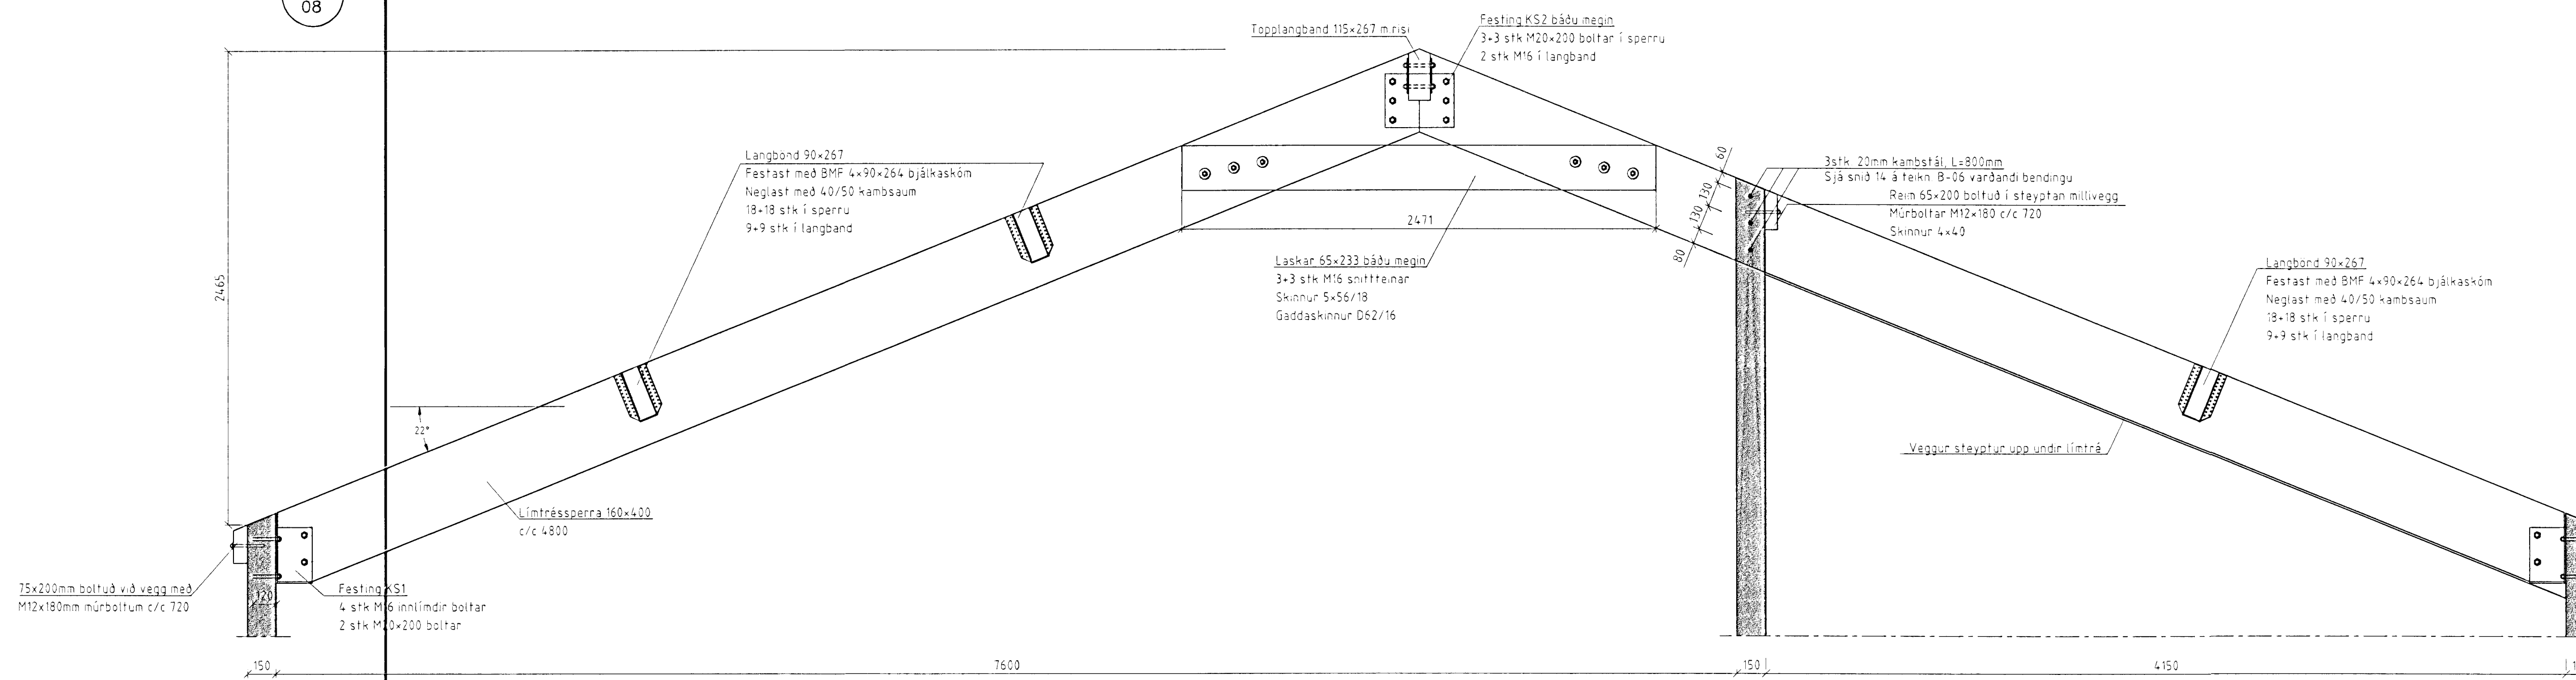 08
Topplangband 115×267 m.risi
Festing KS2 báðu megin
3+3 stk M20×200 boltar í sperru
2 stk M16 í langband
Langbönd 90×267
Festast með BMF 4×90×264 bjálkaskóm
Neglast með 40/50 kambsaum
18+18 stk í sperru
9+9 stk í langband
60
130
130
80
3stk. 20mm kambstál, L=800mm
Sjá snið 14 á teikn B-06 varðandi bendingu
Reim 65×200 boltuð í steyptan millivegg
Múrboltar M12×180 c/c 720
Skinnur 4×40
2471
2465
Laskar 65×233 báðu megin
3+3 stk M16 snittteinar
Skinnur 5×56/18
Gaddaskinnur D62/16
Langbönd 90×267
Festast með BMF 4×90×264 bjálkaskóm
Neglast með 40/50 kambsaum
18+18 stk í sperru
9+9 stk í langband
22°
Veggur steyptur upp undir límtré
Límtréssperra 160×400
c/c 4800
75×200mm boltuð við vegg með
M12x180mm múrboltum c/c 720
120
Festing KS1
4 stk M16 innlímdir boltar
2 stk M20×200 boltar
150
7600
150
4150